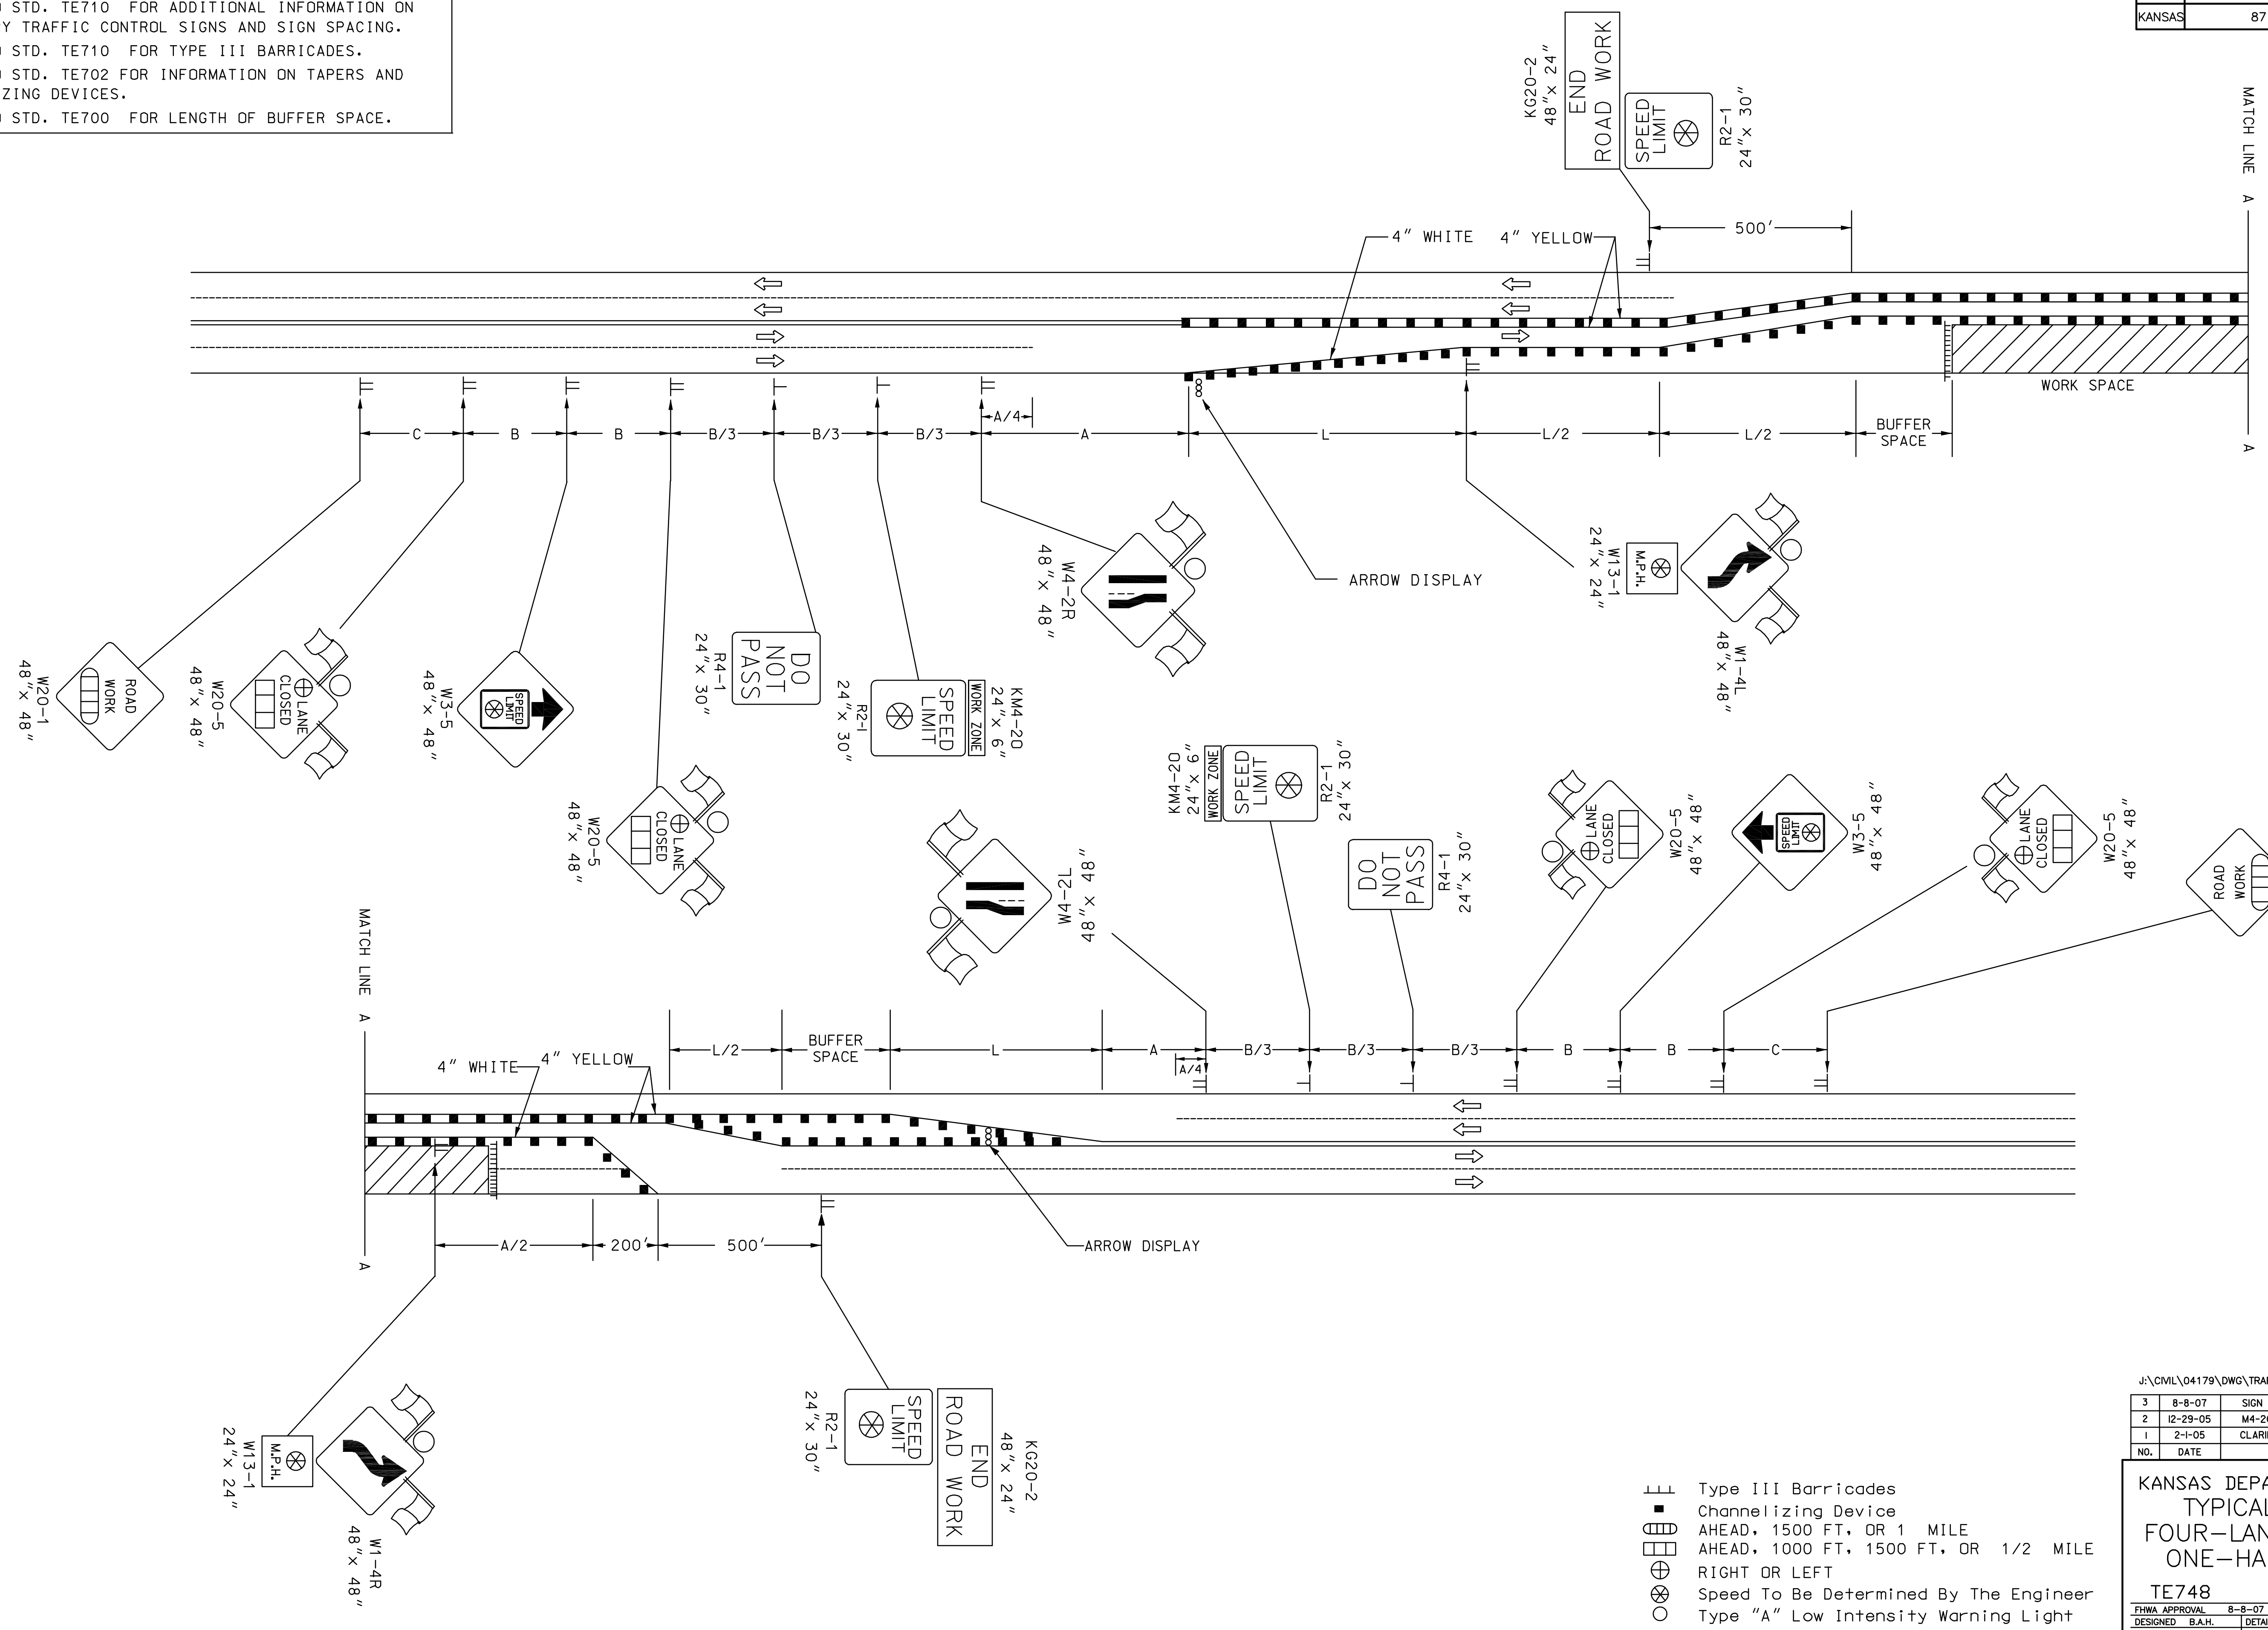 STD. TE710 FOR ADDITIONAL INFORMATION ON
TRAFFIC CONTROL SIGNS AND SIGN SPACING.
STD. TE710 FOR TYPE III BARRICADES.
STD. TE702 FOR INFORMATION ON TAPERS AND
ZING DEVICES.
STD. TE700 FOR LENGTH OF BUFFER SPACE.
KANSAS 87
KG20-2
48"x 24"
END
ROAD WORK
SPEED
LIMIT
R2-1
24"x 30"
MATCH LINE A
4" WHITE
4" YELLOW
500'
WORK SPACE
C
B
B
B/3
B/3
B/3
A/4
A
L
L/2
L/2
BUFFER
SPACE
A
ROAD
WORK
W20-1
48"x 48"
LANE
CLOSED
W20-5
48"x 48"
SPEED
LIMIT
W3-5
48"x 48"
LANE
CLOSED
W20-5
48"x 48"
DO
NOT
PASS
R4-1
24"x 30"
KM4-20
24"x 6"
WORK ZONE
SPEED
LIMIT
R2-1
24"x 30"
W4-2R
48"x 48"
ARROW DISPLAY
M.P.H.
W13-1
24"x 24"
W1-4L
48"x 48"
W4-2L
48"x 48"
KM4-20
24"x 6"
WORK ZONE
SPEED
LIMIT
R2-1
24"x 30"
DO
NOT
PASS
R4-1
24"x 30"
LANE
CLOSED
W20-5
48"x 48"
SPEED
LIMIT
W3-5
48"x 48"
LANE
CLOSED
W20-5
48"x 48"
ROAD
WORK
MATCH LINE A
4" WHITE
4" YELLOW
L/2
BUFFER
SPACE
L
A
A/4
B/3
B/3
B/3
B
B
C
A
A/2
200'
500'
ARROW DISPLAY
M.P.H.
W13-1
24"x 24"
W1-4R
48"x 48"
SPEED
LIMIT
R2-1
24"x 30"
KG20-2
48"x 24"
END
ROAD WORK
Type III Barricades
Channelizing Device
AHEAD, 1500 FT, OR 1 MILE
AHEAD, 1000 FT, 1500 FT, OR 1/2 MILE
RIGHT OR LEFT
Speed To Be Determined By The Engineer
Type "A" Low Intensity Warning Light
J:\CIVIL\04179\DWG\TRA
3 8-8-07 SIGN
2 12-29-05 M4-2
1 2-1-05 CLARI
NO. DATE
KANSAS DEPA
TYPICAL
FOUR-LAN
ONE-HA
TE748
FHWA APPROVAL 8-8-07
DESIGNED B.A.H. DETAI